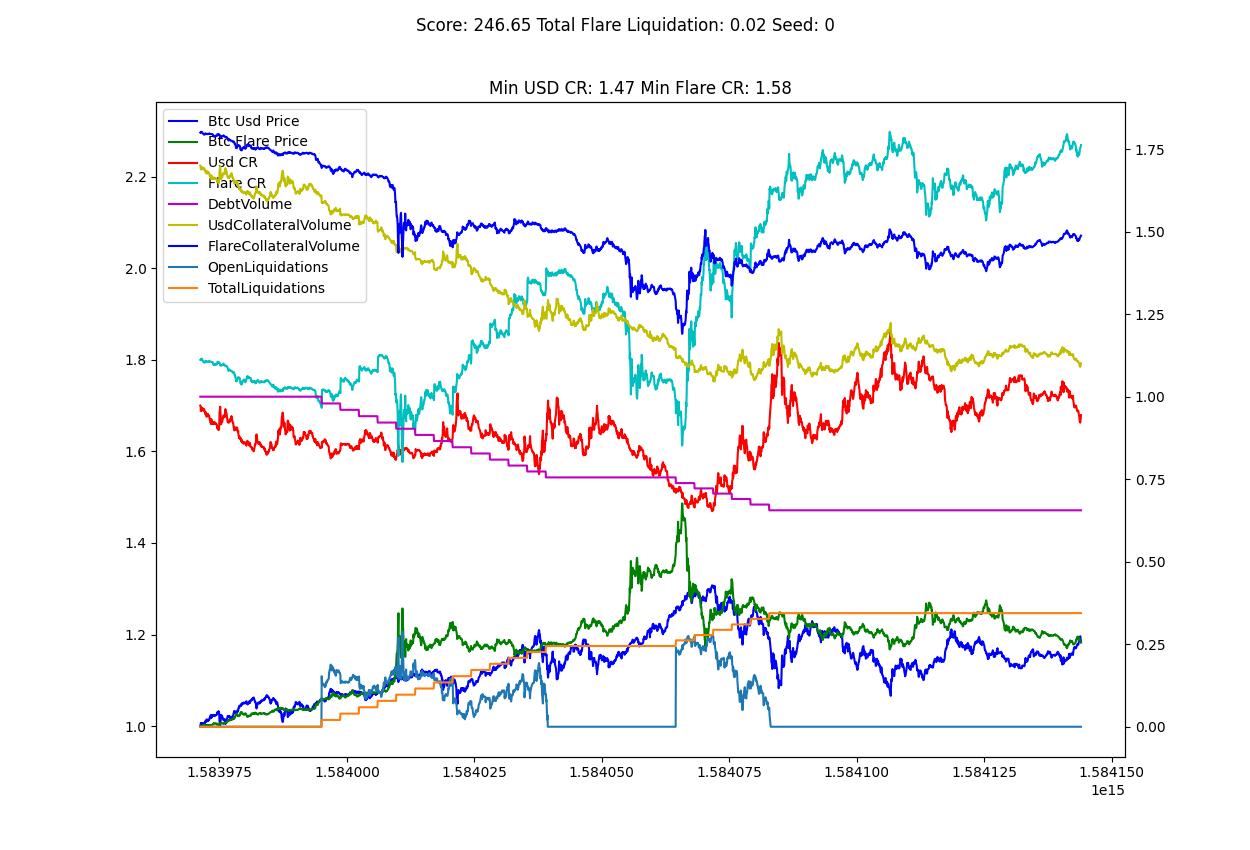 Score: 246.65 Total Flare Liquidation: 0.02 Seed: 0
Min USD CR: 1.47 Min Flare CR: 1.58
Btc Usd Price
Btc Flare Price
Usd CR
Flare CR
DebtVolume
UsdCollateralVolume
FlareCollateralVolume
OpenLiquidations
TotalLiquidations
2.2
2.0
1.8
1.6
1.4
1.2
1.0
1.75
1.50
1.25
1.00
0.75
0.50
0.25
0.00
1.583975 1.584000 1.584025 1.584050 1.584075 1.584100 1.584125 1.584150
1e15